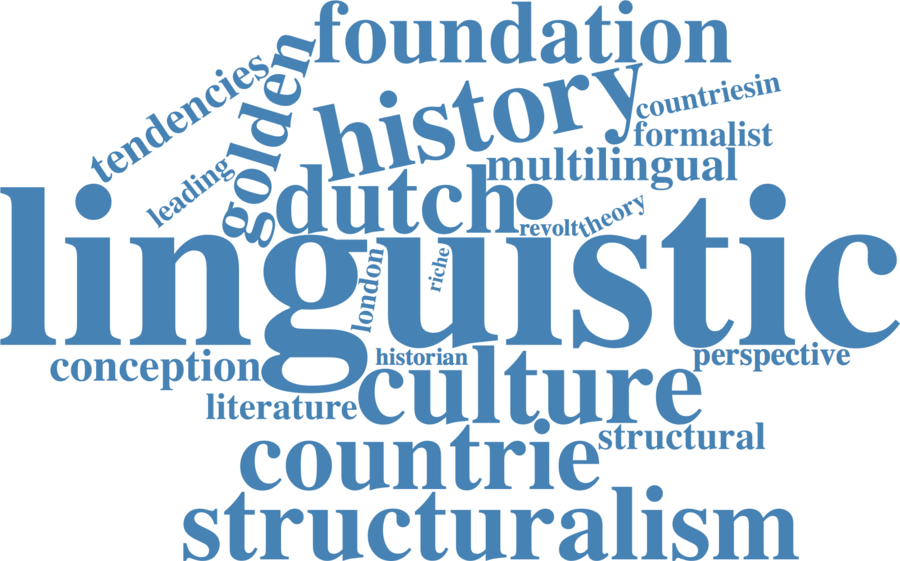 foundation
tendencies
golden
history
countriesin
formalist
leading
multilingual
dutch
revolt
theory
linguistic
london
riche
conception
historian
perspective
literature
culture
structural
countrie
structuralism